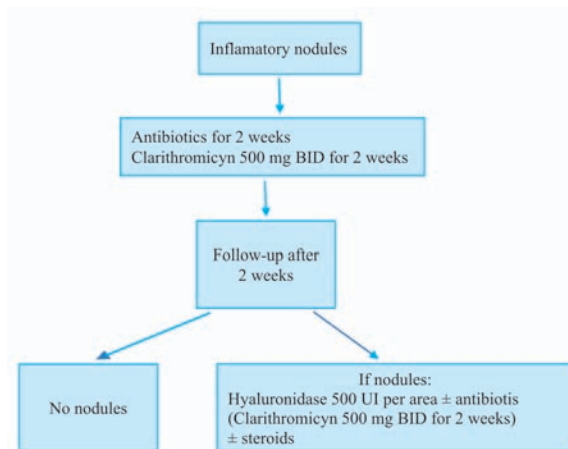 Inflamatory nodules
Antibiotics for 2 weeks
Clarithromicyn 500 mg BID for 2 weeks
Follow-up after
2 weeks
No nodules
If nodules:
Hyaluronidase 500 UI per area ± antibiotis
(Clarithromicyn 500 mg BID for 2 weeks)
± steroids